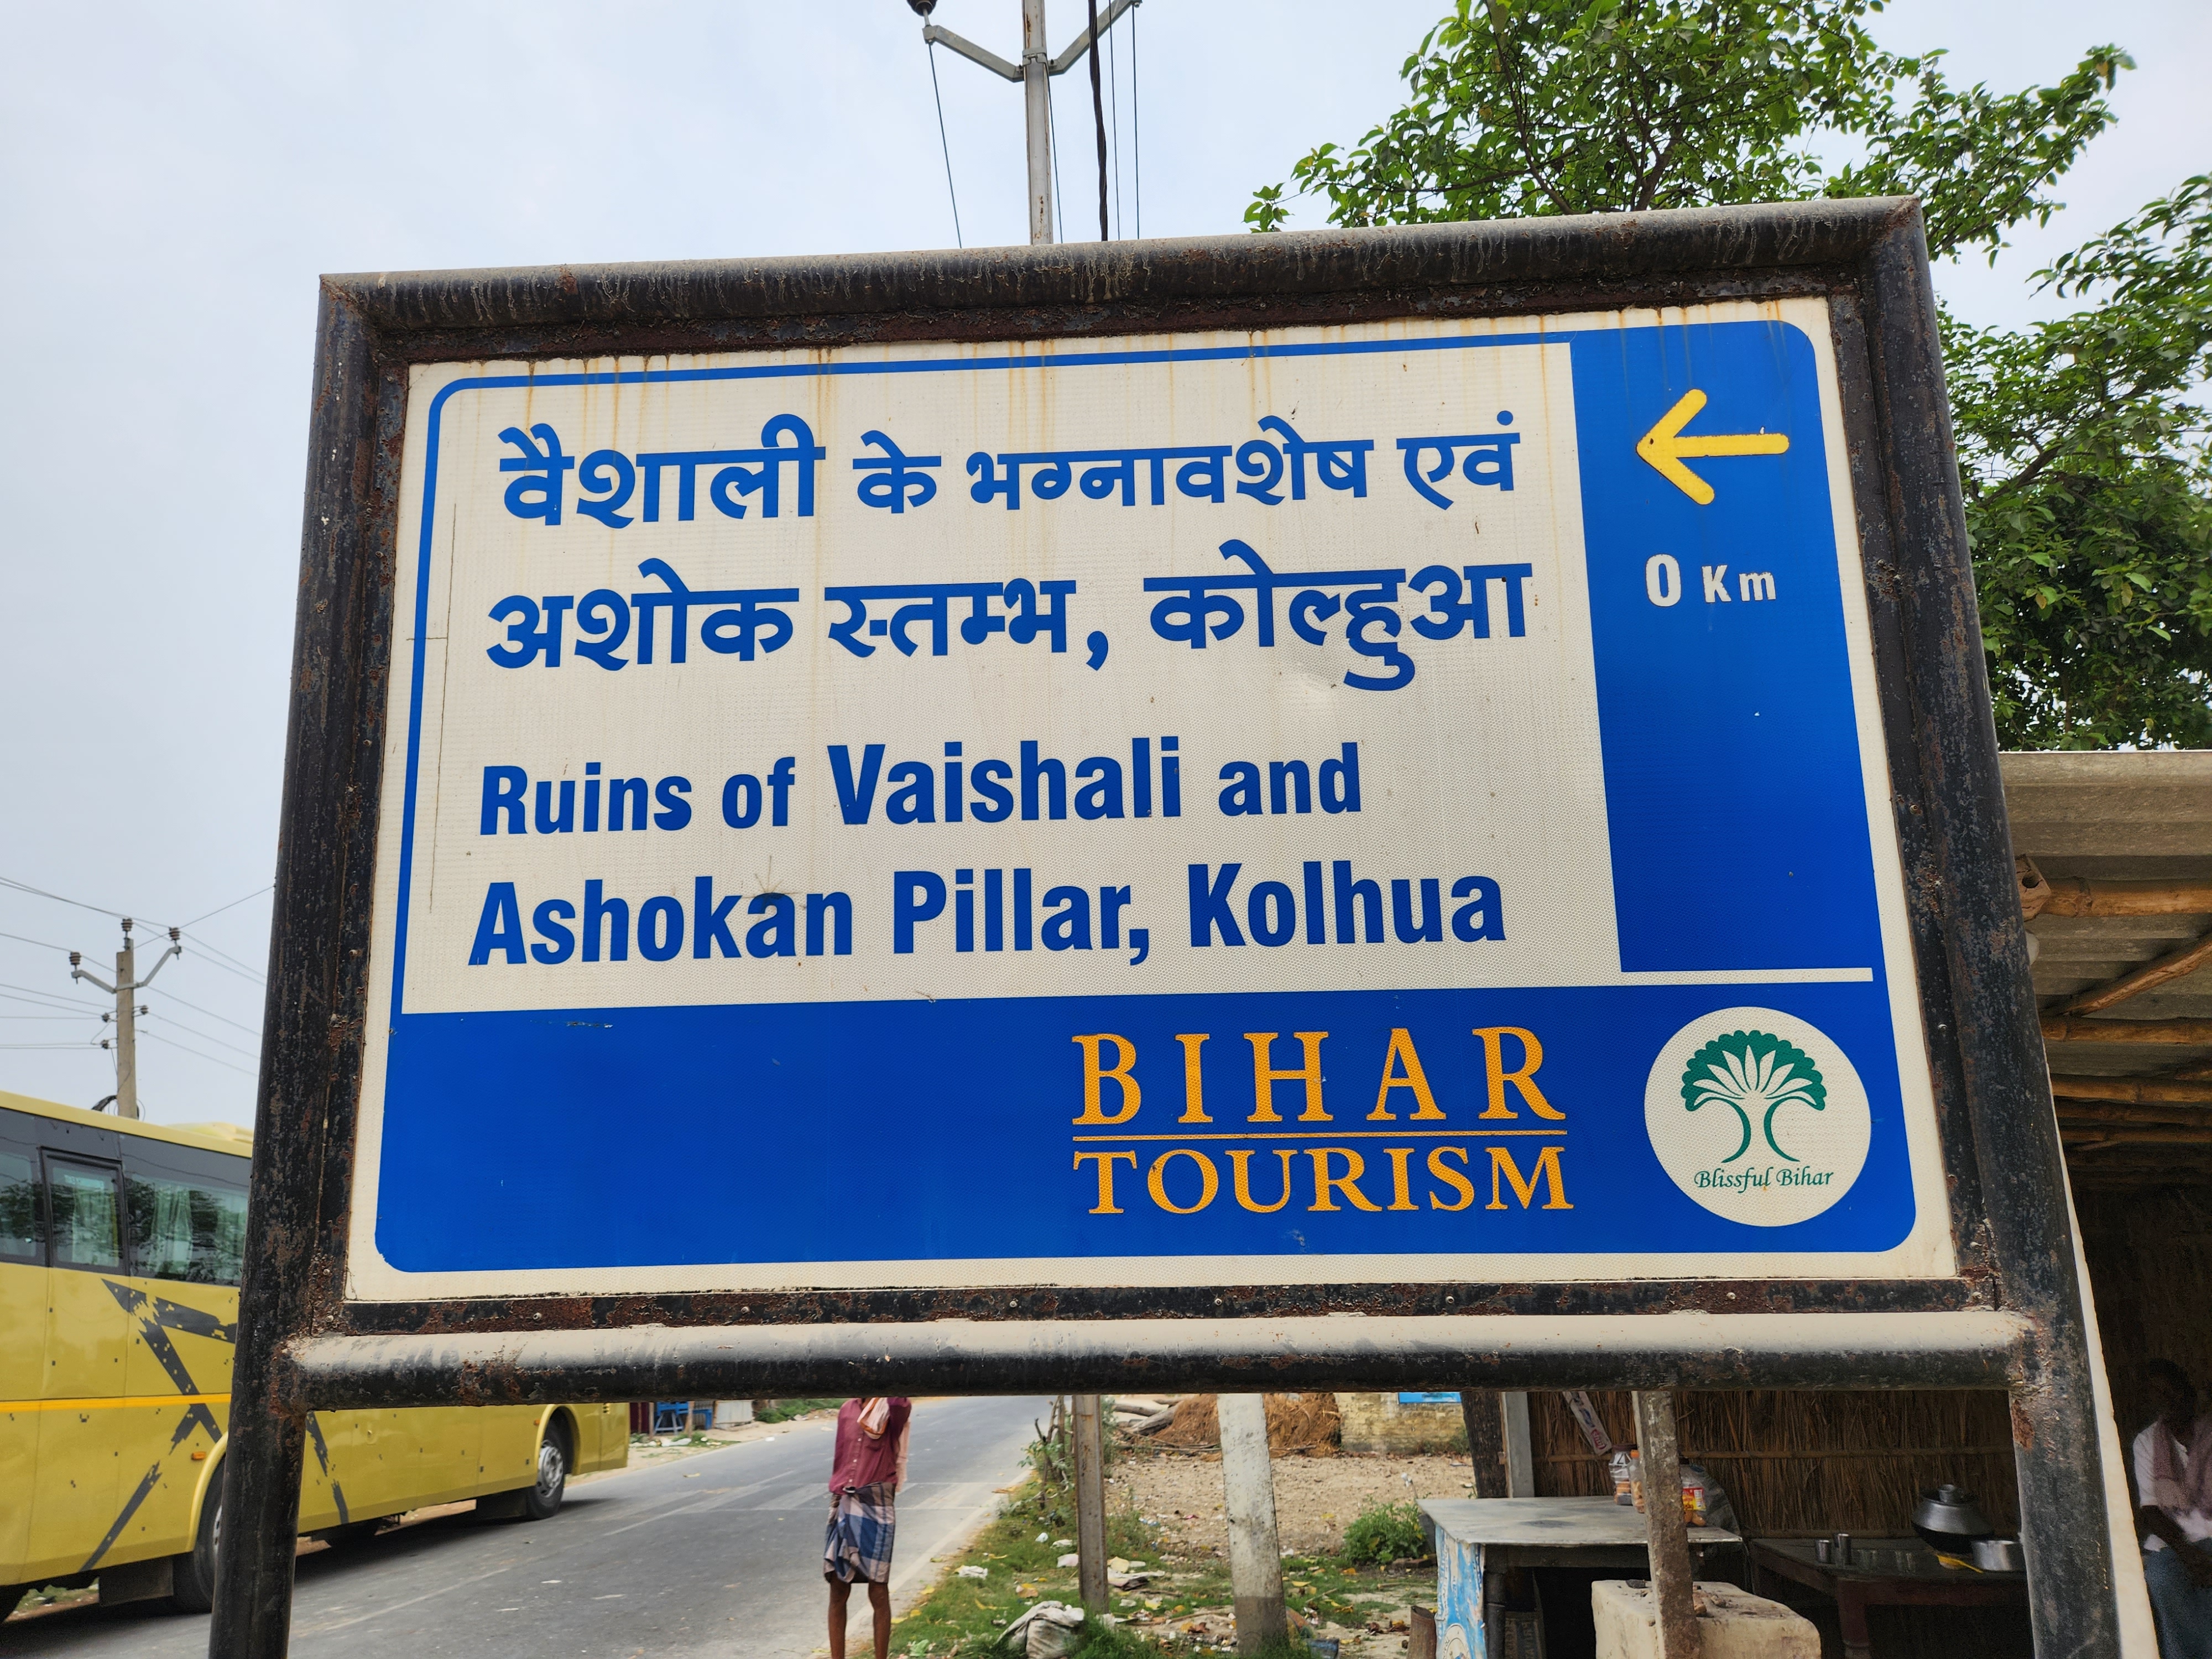 वैशाली के भग्नावशेष एवं
अशोक स्तम्भ, कोल्हुआ
Ruins of Vaishali and
Ashokan Pillar, Kolhua
0 Km
BIHAR
TOURISM
Blissful Bihar